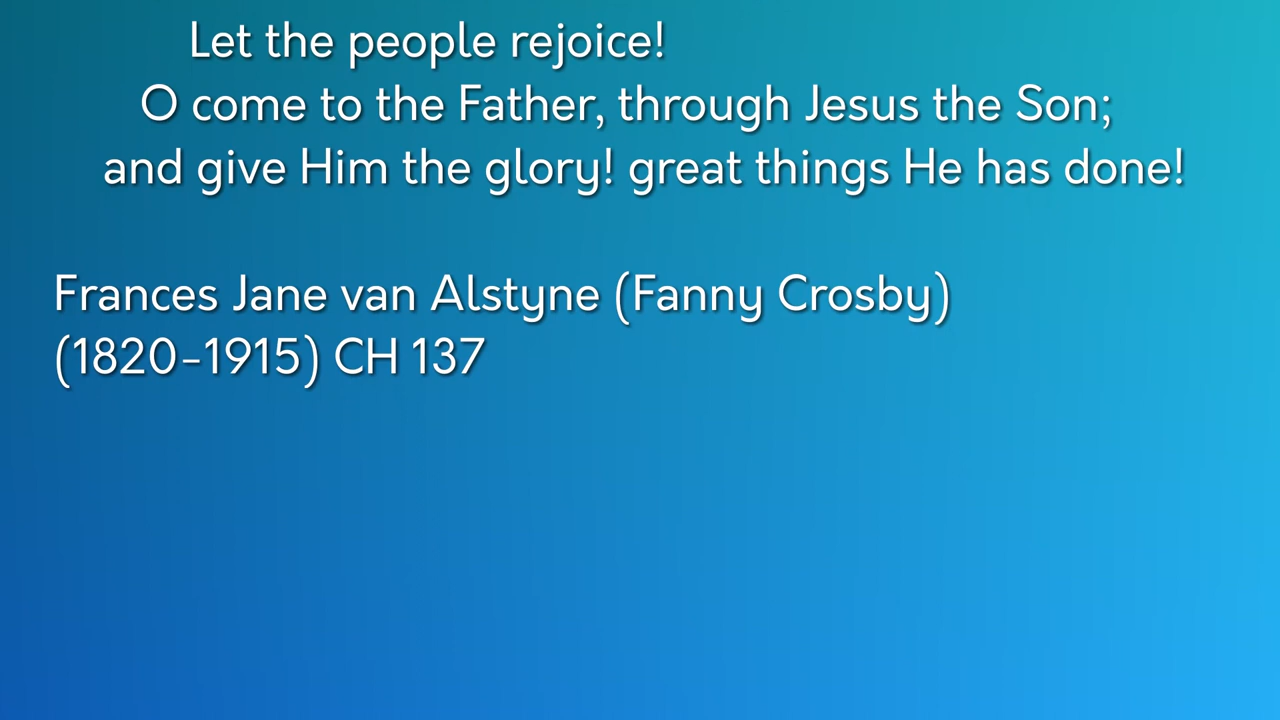 Let the people rejoice!
O come to the Father, through Jesus the Son;
and give Him the glory! great things He has done!
Frances Jane van Alstyne (Fanny Crosby)
(1820-1915) CH 137